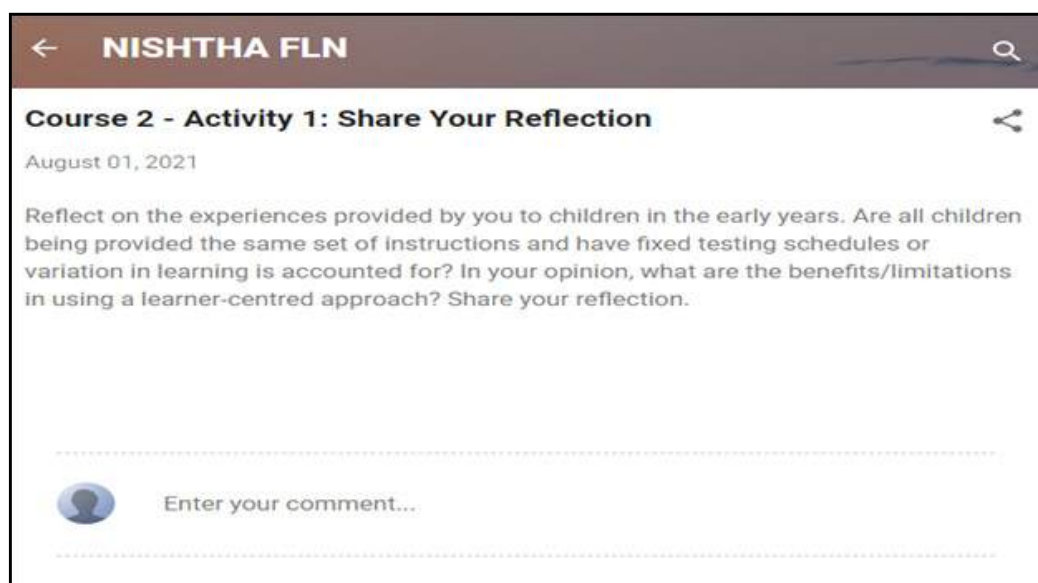 NISHTHA FLN
Course 2 - Activity 1: Share Your Reflection
August 01, 2021
Reflect on the experiences provided by you to children in the early years. Are all children
being provided the same set of instructions and have fixed testing schedules or
variation in learning is accounted for? In your opinion, what are the benefits/limitations
in using a learner-centred approach? Share your reflection.
Enter your comment...